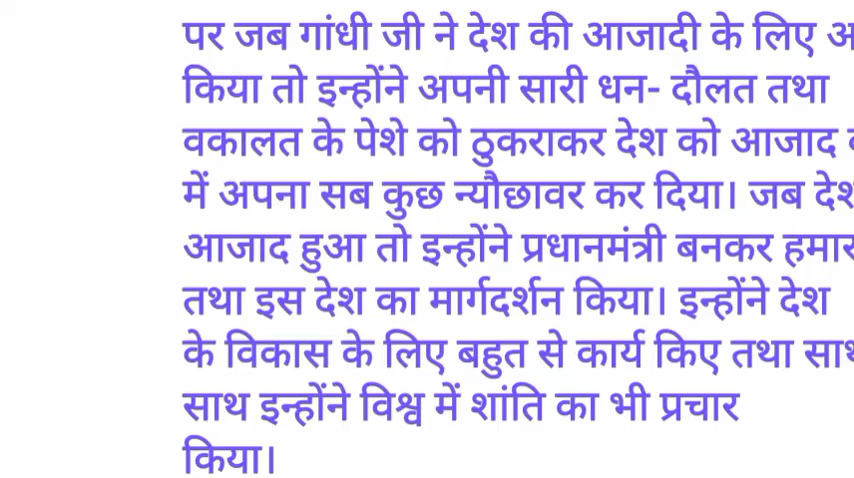 पर जब गांधी जी ने देश की आजादी के लिए
किया तो इन्होंने अपनी सारी धन- दौलत तथा
वकालत के पेशे को ठुकराकर देश को आजाद
में अपना सब कुछ न्यौछावर कर दिया। जब
आजाद हुआ तो इन्होंने प्रधानमंत्री बनकर
तथा इस देश का मार्गदर्शन किया। इन्होंने देश
के विकास के लिए बहुत से कार्य किए तथा
साथ इन्होंने विश्व में शांति का भी प्रचार
किया।